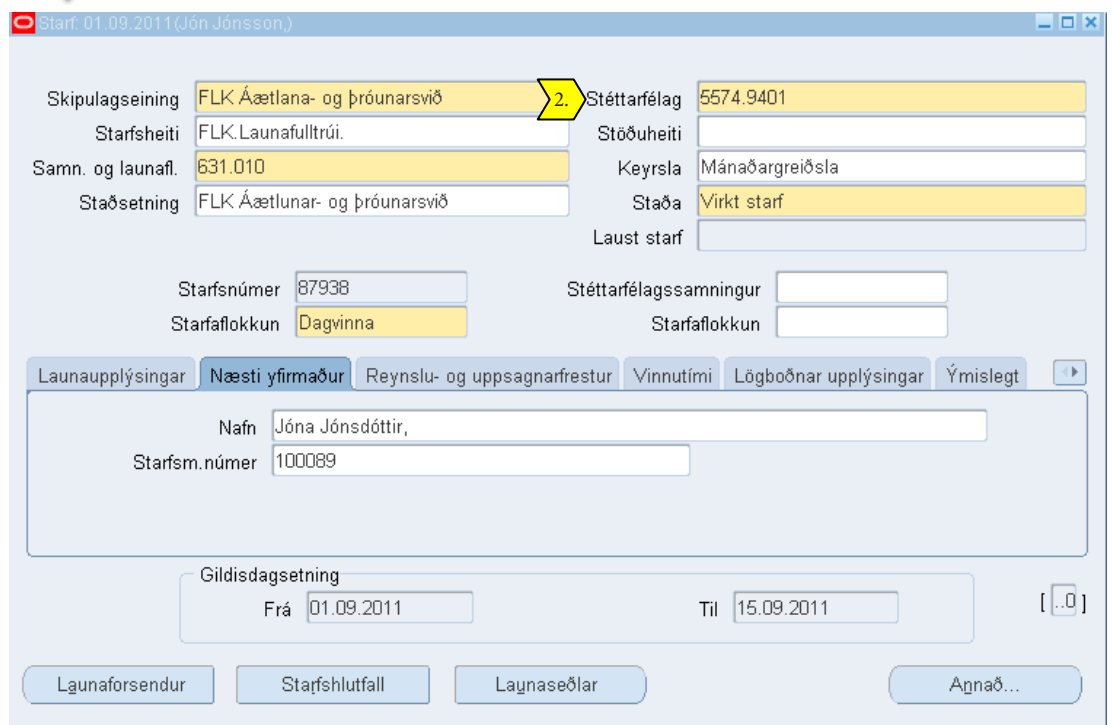 Starf: 01.09.2011(Jón Jónsson,)
Skipulagseining FLK Áætlana- og þróunarsvið 2. Stéttarfélag 5574.9401
Starfsheiti FLK.Launafulltrúi. Stöðuheiti
Samn. og launafl. 631.010 Keyrsla Mánaðargreiðsla
Staðsetning FLK Áætlunar- og þróunarsvið Staða Virkt starf
Laust starf
Starfsnúmer 87938 Stéttarfélagssamningur
Starfaflokkun Dagvinna Starfaflokkun
Launaupplýsingar Næsti yfirmaður Reynslu- og uppsagnarfrestur Vinnutími Lögboðnar upplýsingar Ýmislegt
Nafn Jóna Jónsdóttir,
Starfsm.númer 100089
Gildisdagsetning
Frá 01.09.2011 Til 15.09.2011 [ ..0 ]
Launaforsendur Starfshlutfall Launaseðlar Annað...